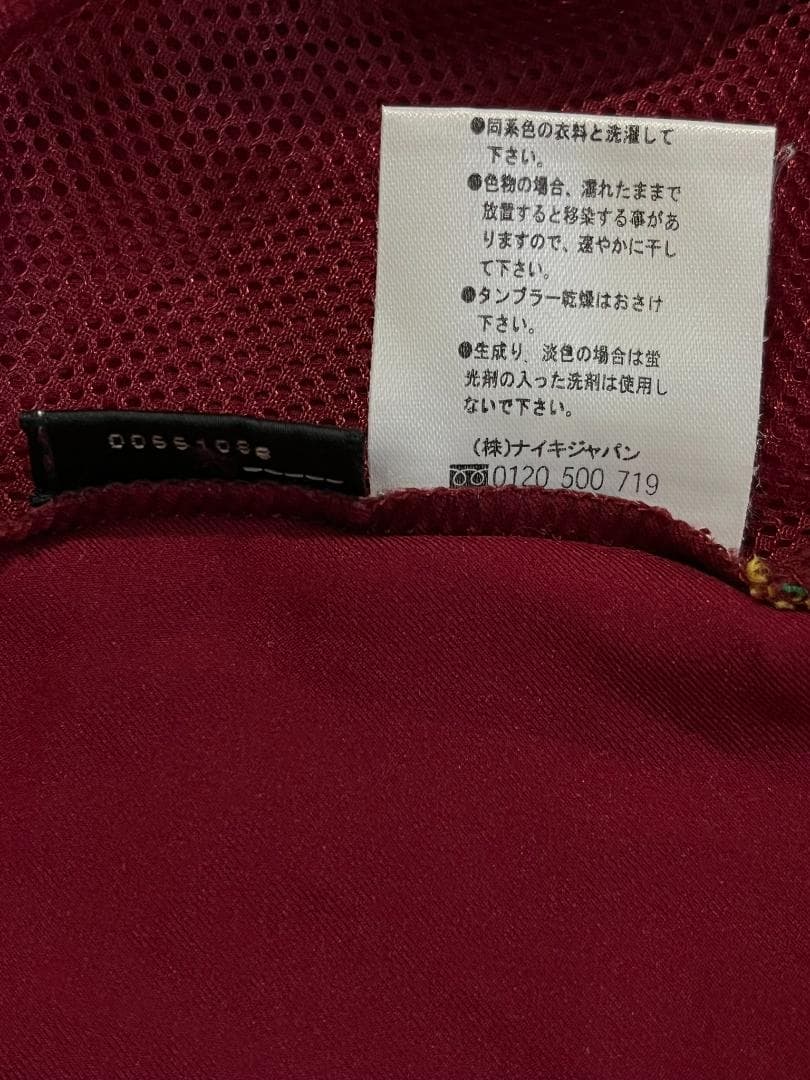 ●同系色の衣料と洗濯して
下さい。
●色物の場合、濡れたままで
放置すると移染する事があ
りますので、速やかに干し
て下さい。
●タンブラー乾燥はおさけ
下さい。
●生成り、淡色の場合は蛍
光剤の入った洗剤は使用し
ないで下さい。
(株)ナイキジャパン
0120 500 719